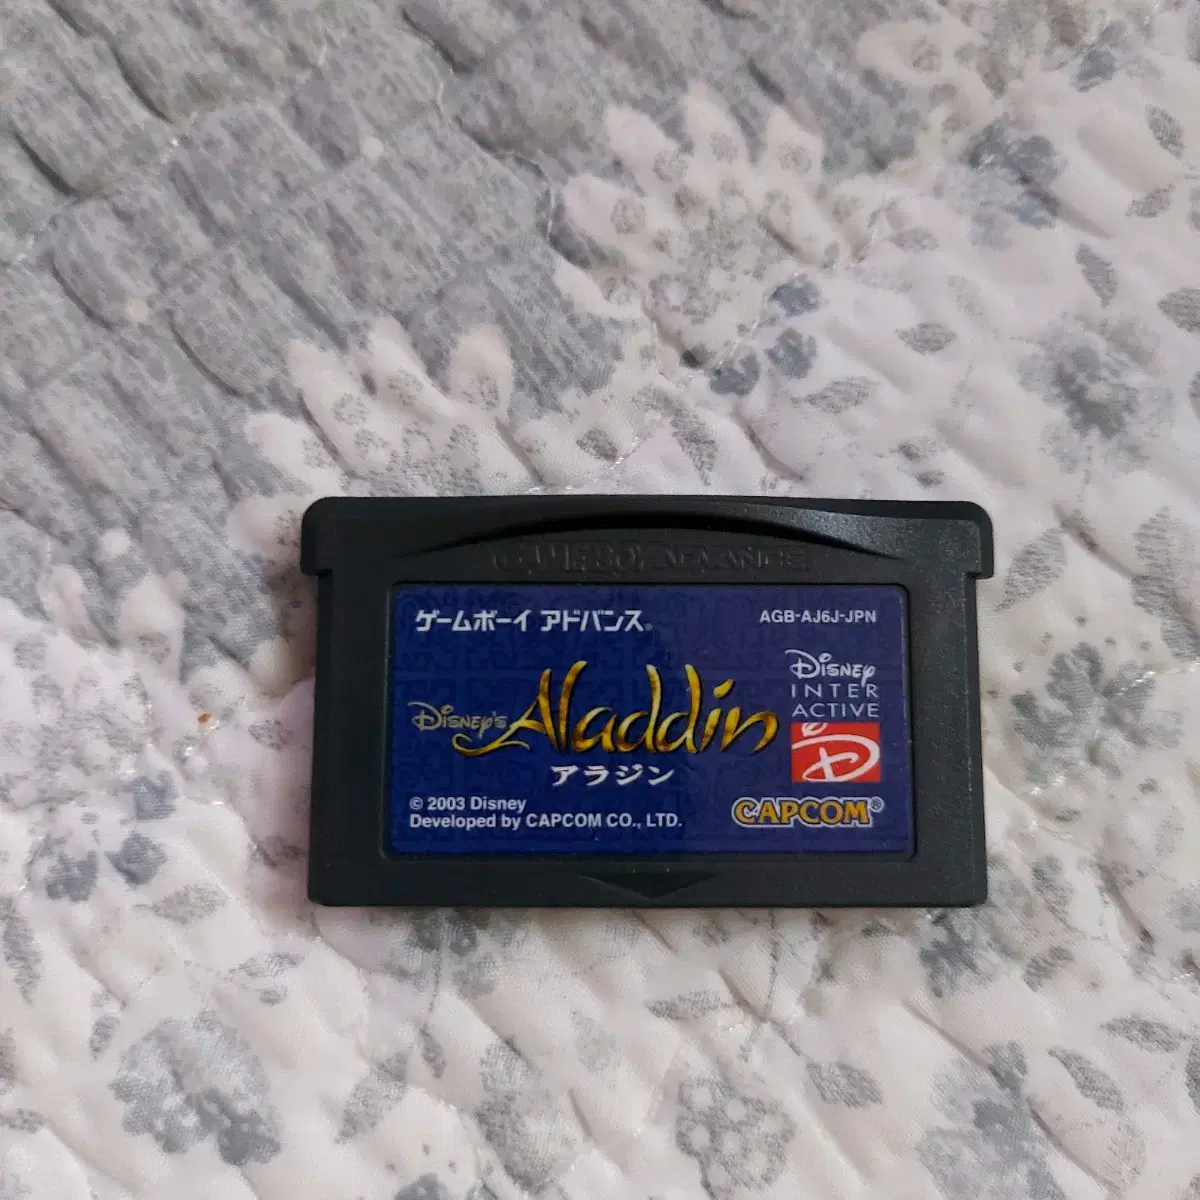 GAME BOY ADVANCE
ゲームボーイ アドバンス®
AGB-AJ6J-JPN
Disney
INTER
ACTIVE
D
Disney's Aladdin
アラジン
© 2003 Disney
Developed by CAPCOM CO., LTD.
CAPCOM®